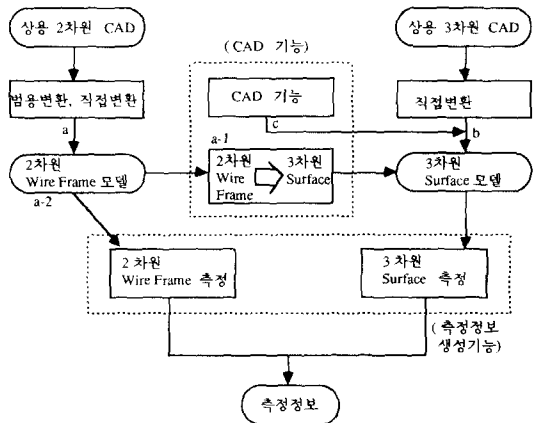 상용 2차원 CAD
상용 3차원 CAD
(CAD 기능)
범용변환, 직접변환
CAD 기능
직접변환
a
c
b
a-1
2차원
Wire Frame 모델
2차원
Wire
Frame
3차원
Surface
3차원
Surface 모델
a-2
2 차원
Wire Frame 측정
3 차원
Surface 측정
(측정정보
생성기능)
측정정보